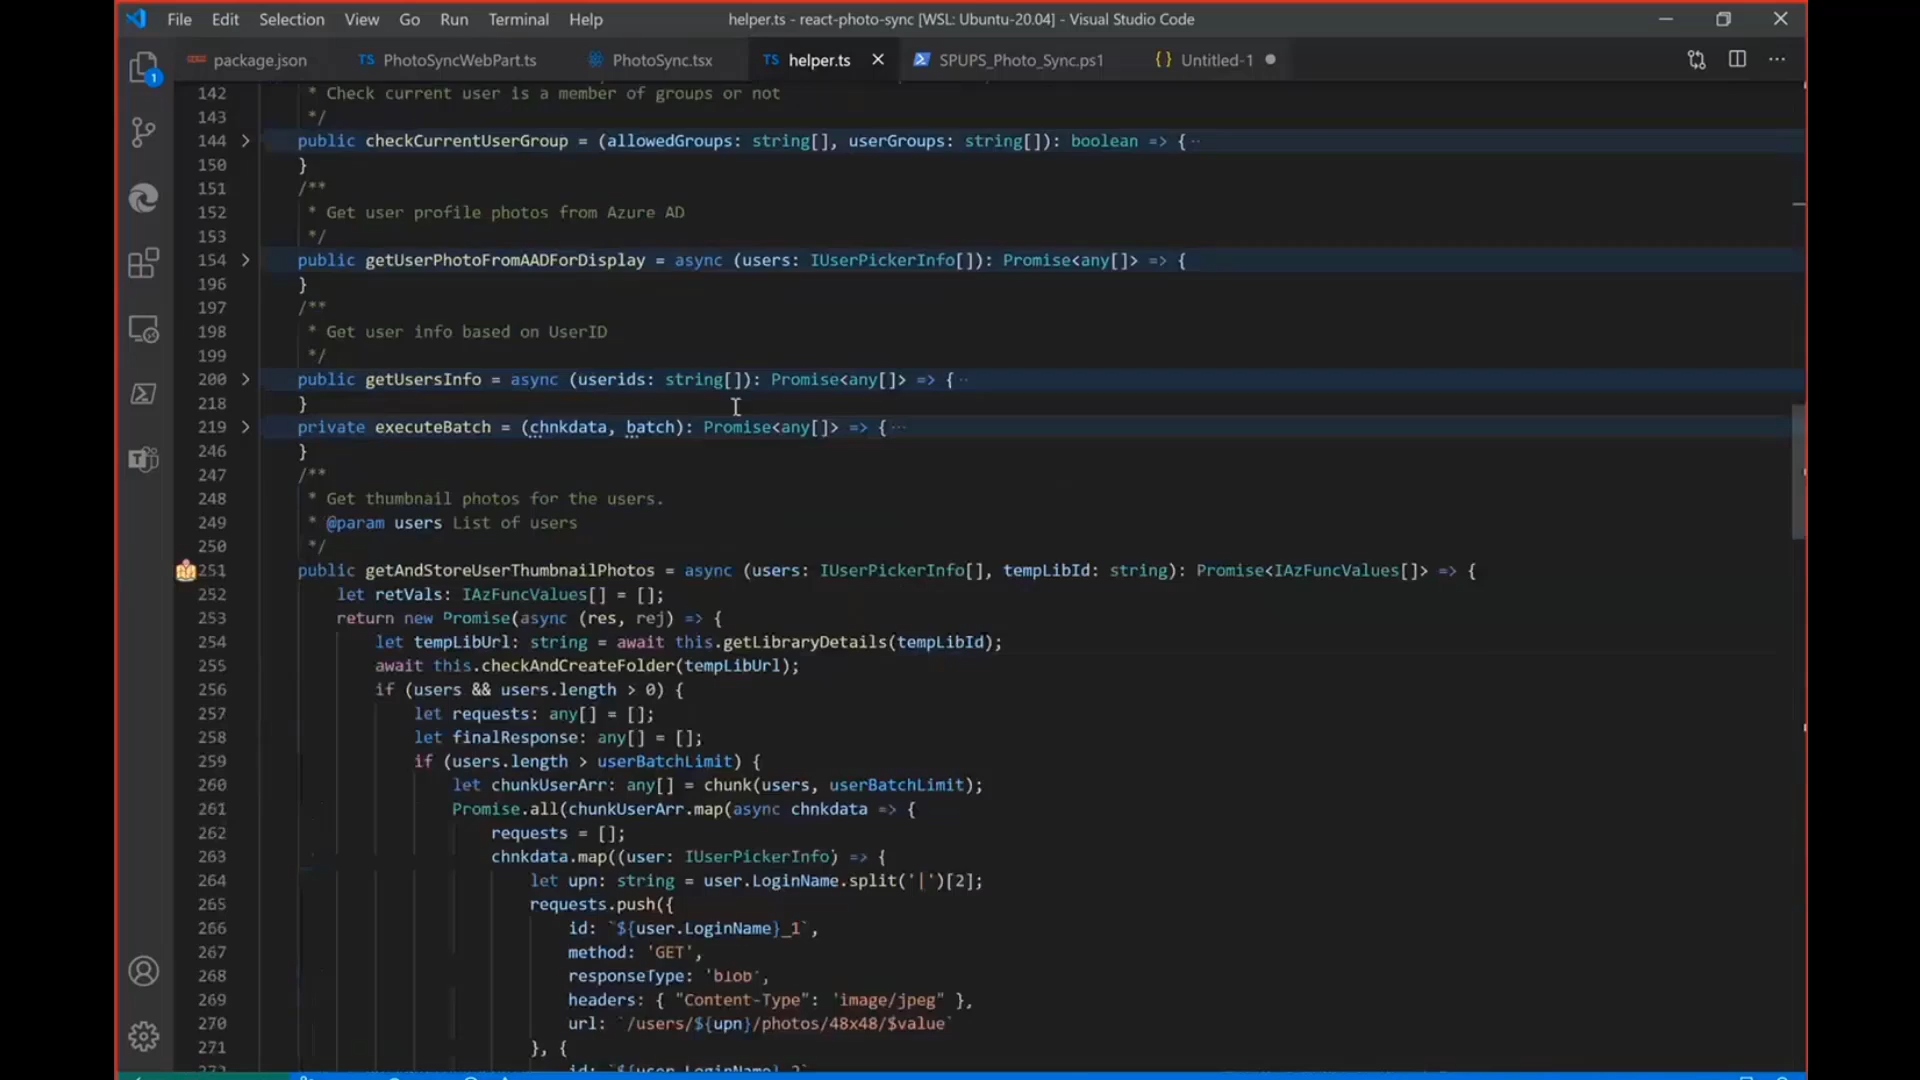 File Edit Selection View Go Run Terminal Help helper.ts - react-photo-sync [WSL: Ubuntu-20.04] - Visual Studio Code
package.json TS PhotoSyncWebPart.ts PhotoSync.tsx TS helper.ts SPUPS_Photo_Sync.ps1 {} Untitled-1
1
142 * Check current user is a member of groups or not
143 */
144 public checkCurrentUserGroup = (allowedGroups: string[], userGroups: string[]): boolean => {
150 }
151 /**
152 * Get user profile photos from Azure AD
153 */
154 public getUserPhotoFromAADForDisplay = async (users: IUserPickerInfo[]): Promise<any[]> => {
196 }
197 /**
198 * Get user info based on UserID
199 */
200 public getUsersInfo = async (userids: string[]): Promise<any[]> => {
218 }
219 private executeBatch = (chnkdata, batch): Promise<any[]> => {
246 }
247 /**
248 * Get thumbnail photos for the users.
249 * @param users List of users
250 */
251 public getAndStoreUserThumbnailPhotos = async (users: IUserPickerInfo[], tempLibId: string): Promise<IAzFuncValues[]> => {
252 let retVals: IAzFuncValues[] = [];
253 return new Promise(async (res, rej) => {
254 let tempLibUrl: string = await this.getLibraryDetails(tempLibId);
255 await this.checkAndCreateFolder(tempLibUrl);
256 if (users && users.length > 0) {
257 let requests: any[] = [];
258 let finalResponse: any[] = [];
259 if (users.length > userBatchLimit) {
260 let chunkUserArr: any[] = chunk(users, userBatchLimit);
261 Promise.all(chunkUserArr.map(async chnkdata => {
262 requests = [];
263 chnkdata.map((user: IUserPickerInfo) => {
264 let upn: string = user.LoginName.split('|')[2];
265 requests.push({
266 id: `${user.LoginName}_1`,
267 method: 'GET',
268 responseType: 'blob',
269 headers: { "Content-Type": 'image/jpeg" },
270 url: `/users/${upn}/photos/48x48/$value`
271 }, {